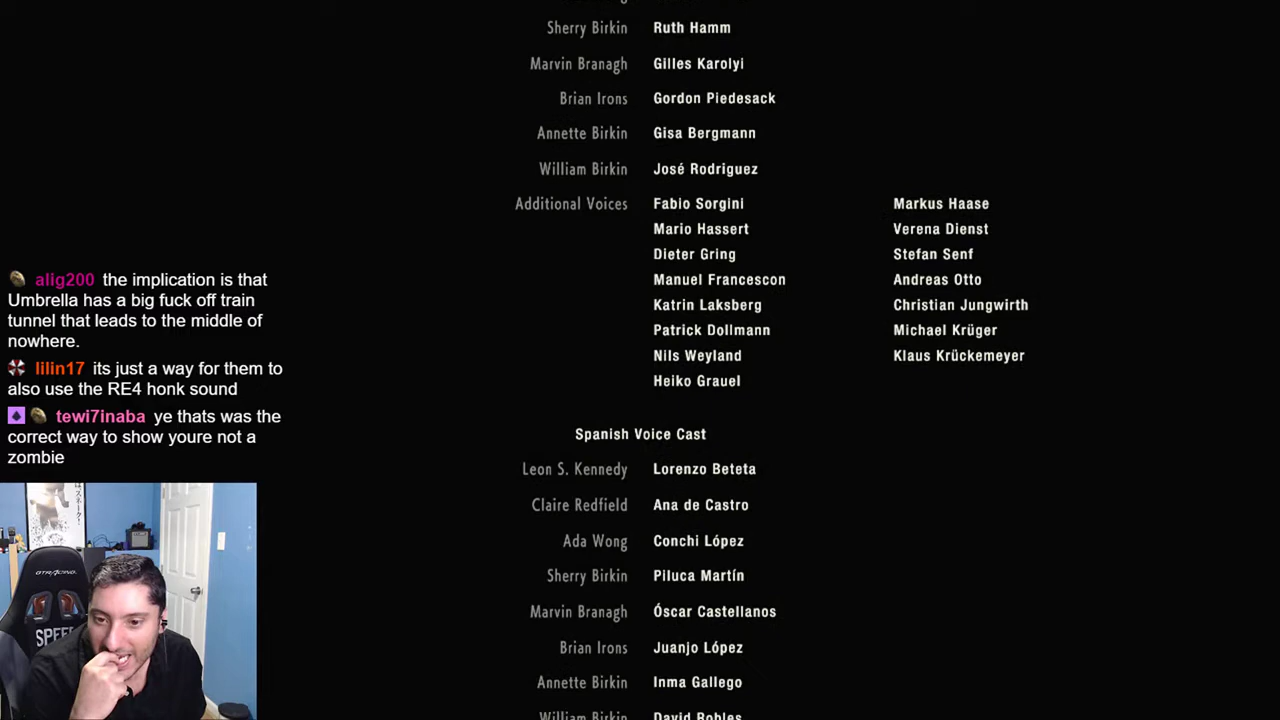 Sherry Birkin Ruth Hamm
Marvin Branagh Gilles Karolyi
Brian Irons Gordon Piedesack
Annette Birkin Gisa Bergmann
William Birkin José Rodriguez
Additional Voices Fabio Sorgini Markus Haase
Mario Hassert Verena Dienst
Dieter Gring Stefan Senf
Manuel Francescon Andreas Otto
Katrin Laksberg Christian Jungwirth
Patrick Dollmann Michael Krüger
Nils Weyland Klaus Krückemeyer
Heiko Grauel
Spanish Voice Cast
Leon S. Kennedy Lorenzo Beteta
Claire Redfield Ana de Castro
Ada Wong Conchi López
Sherry Birkin Piluca Martín
Marvin Branagh Óscar Castellanos
Brian Irons Juanjo López
Annette Birkin Inma Gallego
William Birkin David Robles
alig200 the implication is that
Umbrella has a big fuck off train
tunnel that leads to the middle of
nowhere.
lilin17 its just a way for them to
also use the RE4 honk sound
tewi7inaba ye thats was the
correct way to show youre not a
zombie
GTRACING
SPEED